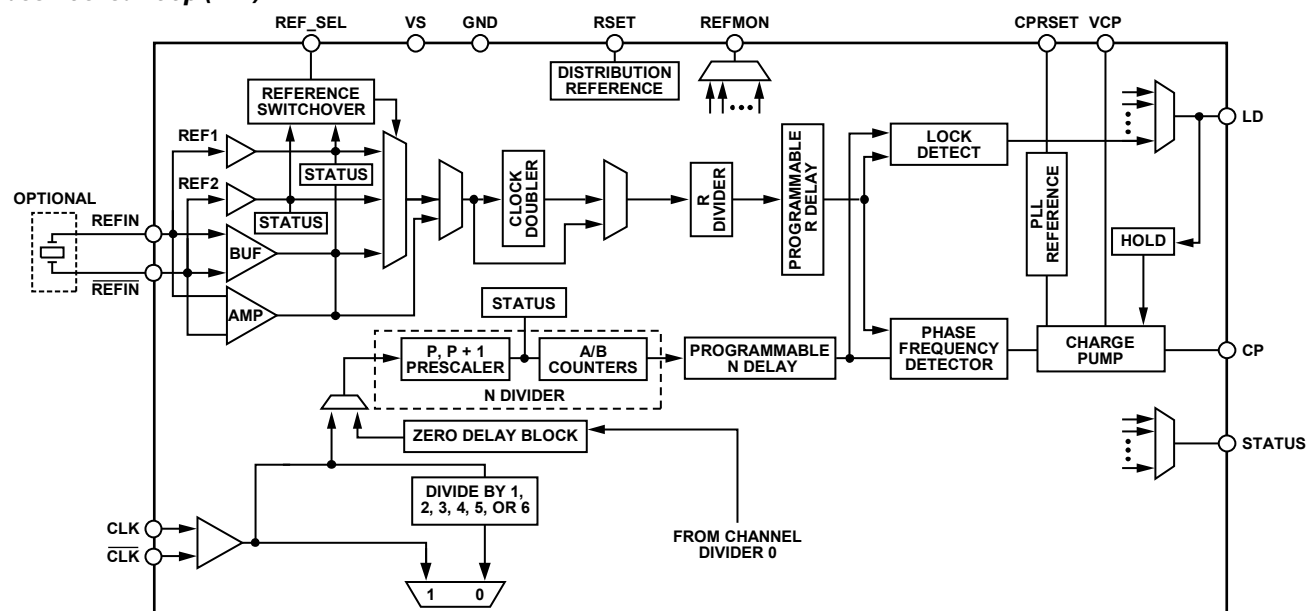 REF_SEL
VS
GND
RSET
REFMON
CPRSET
VCP
DISTRIBUTION
REFERENCE
REFERENCE
SWITCHOVER
REF1
REF2
STATUS
STATUS
OPTIONAL
REFIN
REFIN
BUF
AMP
CLOCK
DOUBLER
R
DIVIDER
PROGRAMMABLE
R DELAY
LOCK
DETECT
LD
PLL
REFERENCE
HOLD
STATUS
P, P + 1
PRESCALER
A/B
COUNTERS
N DIVIDER
PROGRAMMABLE
N DELAY
PHASE
FREQUENCY
DETECTOR
CHARGE
PUMP
CP
ZERO DELAY BLOCK
STATUS
DIVIDE BY 1,
2, 3, 4, 5, OR 6
FROM CHANNEL
DIVIDER 0
CLK
CLK
1 0